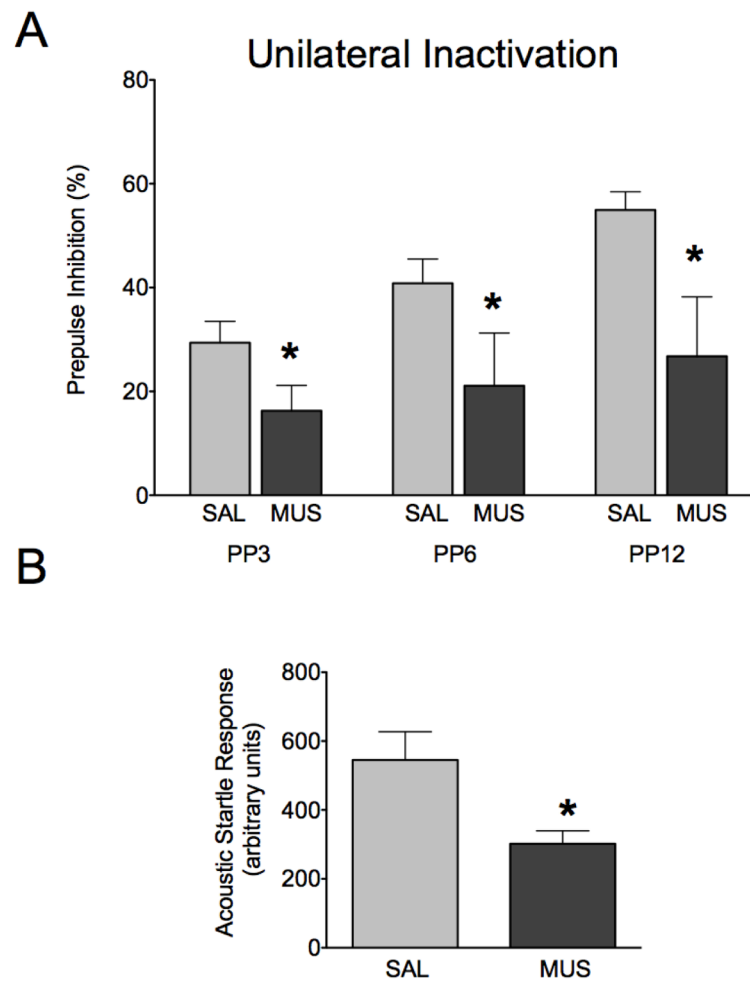 A
Unilateral Inactivation
Prepulse Inhibition (%)
80
60
40
20
0
*
*
*
SAL MUS SAL MUS SAL MUS
PP3 PP6 PP12
B
Acoustic Startle Response
(arbitrary units)
800
600
400
200
0
*
SAL MUS